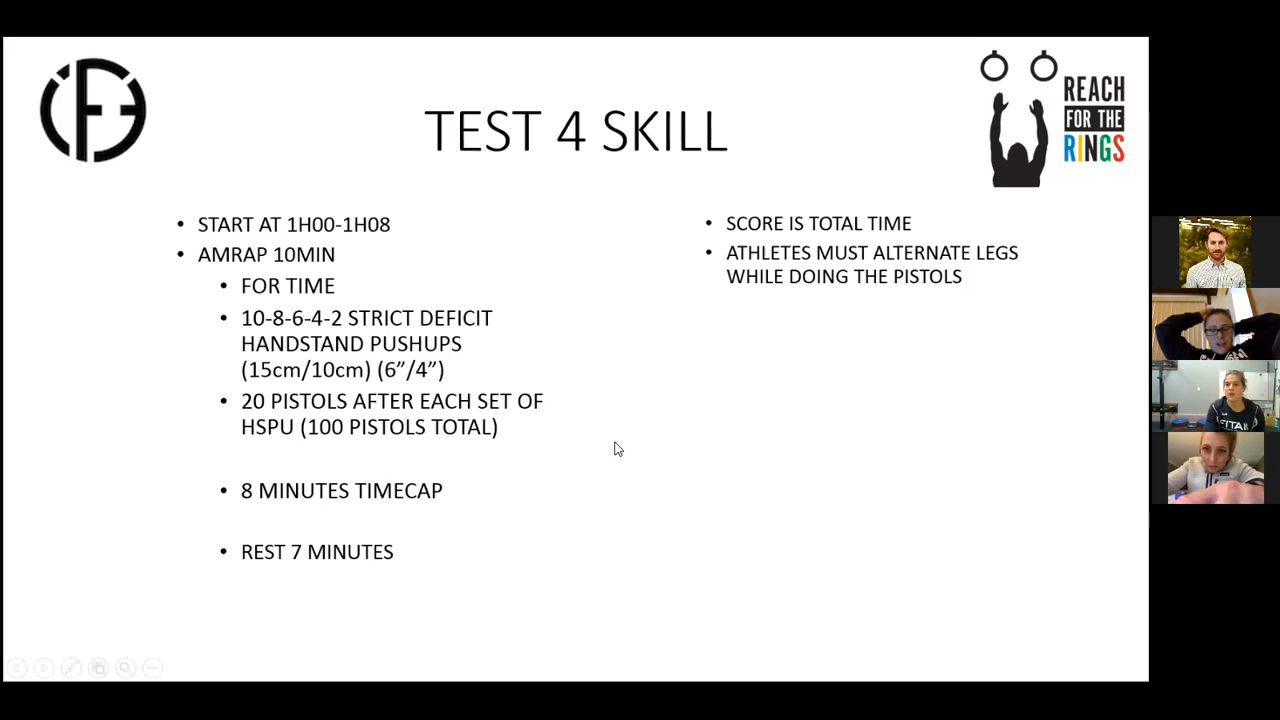 TEST 4 SKILL
REACH
FOR THE
RINGS
• START AT 1H00-1H08
• AMRAP 10MIN
• FOR TIME
• 10-8-6-4-2 STRICT DEFICIT
HANDSTAND PUSHUPS
(15cm/10cm) (6”/4”)
• 20 PISTOLS AFTER EACH SET OF
HSPU (100 PISTOLS TOTAL)
• 8 MINUTES TIMECAP
• REST 7 MINUTES
• SCORE IS TOTAL TIME
• ATHLETES MUST ALTERNATE LEGS
WHILE DOING THE PISTOLS